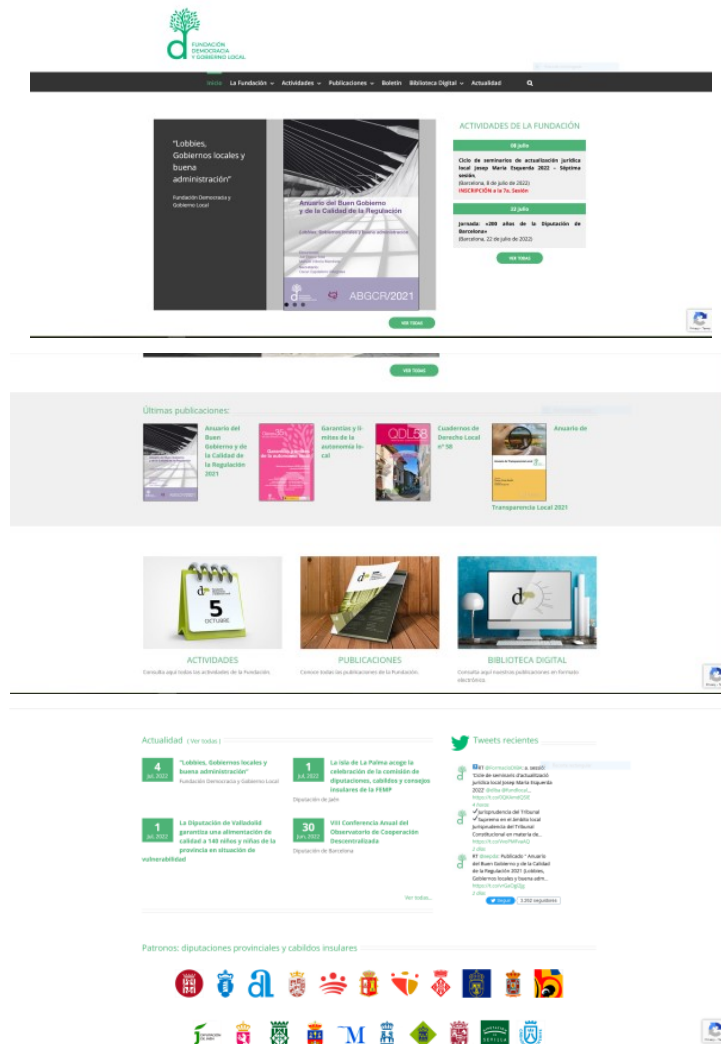 FUNDACIÓN
DEMOCRACIA
Y GOBIERNO LOCAL
Inicio La Fundación Actividades Publicaciones Boletín Biblioteca Digital Actualidad
"Lobbies,
Gobiernos locales y
buena
administración"
Fundación Democracia y
Gobierno Local
Anuario del Buen Gobierno
y de la Calidad de la Regulación
ABGCR/2021
VER TODAS
ACTIVIDADES DE LA FUNDACIÓN
08 julio
Ciclo de seminarios de actualización jurídica
local Josep Maria Esquerda 2022 – Séptima
sesión
(Barcelona, 8 de julio de 2022)
INSCRIPCIÓN a la 7a. Sesión
22 julio
Jornada: «200 años de la Diputación de
Barcelona»
(Barcelona, 22 de julio de 2022)
VER TODAS
VER TODAS
Últimas publicaciones:
Anuario del
Buen
Gobierno y de
la Calidad de
la Regulación
2021
Garantías y lí-
mites de la
autonomía lo-
cal
QDL58
Cuadernos de
Derecho Local
nº 58
Anuario de
Transparencia Local 2021
5
OCTUBRE
ACTIVIDADES
Consulta aquí todas las actividades de la Fundación.
PUBLICACIONES
Conoce todas las publicaciones de la Fundación.
BIBLIOTECA DIGITAL
Consulta aquí nuestras publicaciones en formato
electrónico.
Actualidad ( Ver todas )
4
Jul, 2022
"Lobbies, Gobiernos locales y
buena administración"
Fundación Democracia y Gobierno Local
1
Jul, 2022
La isla de La Palma acoge la
celebración de la comisión de
diputaciones, cabildos y consejos
insulares de la FEMP
Diputación de Jaén
1
Jul, 2022
La Diputación de Valladolid
garantiza una alimentación de
calidad a 140 niños y niñas de la
provincia en situación de
vulnerabilidad
30
Jun, 2022
VIII Conferencia Anual del
Observatorio de Cooperación
Descentralizada
Diputación de Barcelona
Ver todas..
Tweets recientes
'Cicle de seminaris d'actualització
jurídica local Josep Maria Esquerda
4 horas
Jurisprudencia del Tribunal
Supremo en el ámbito local
Jurisprudencia del Tribunal
Constitucional en materia de...
2 días
Publicado " Anuario
del Buen Gobierno y de la Calidad
de la Regulación 2021 (Lobbies,
Gobiernos locales y buena adm...
2 días
Seguir
Patronos: diputaciones provinciales y cabildos insulares
SEVILLA